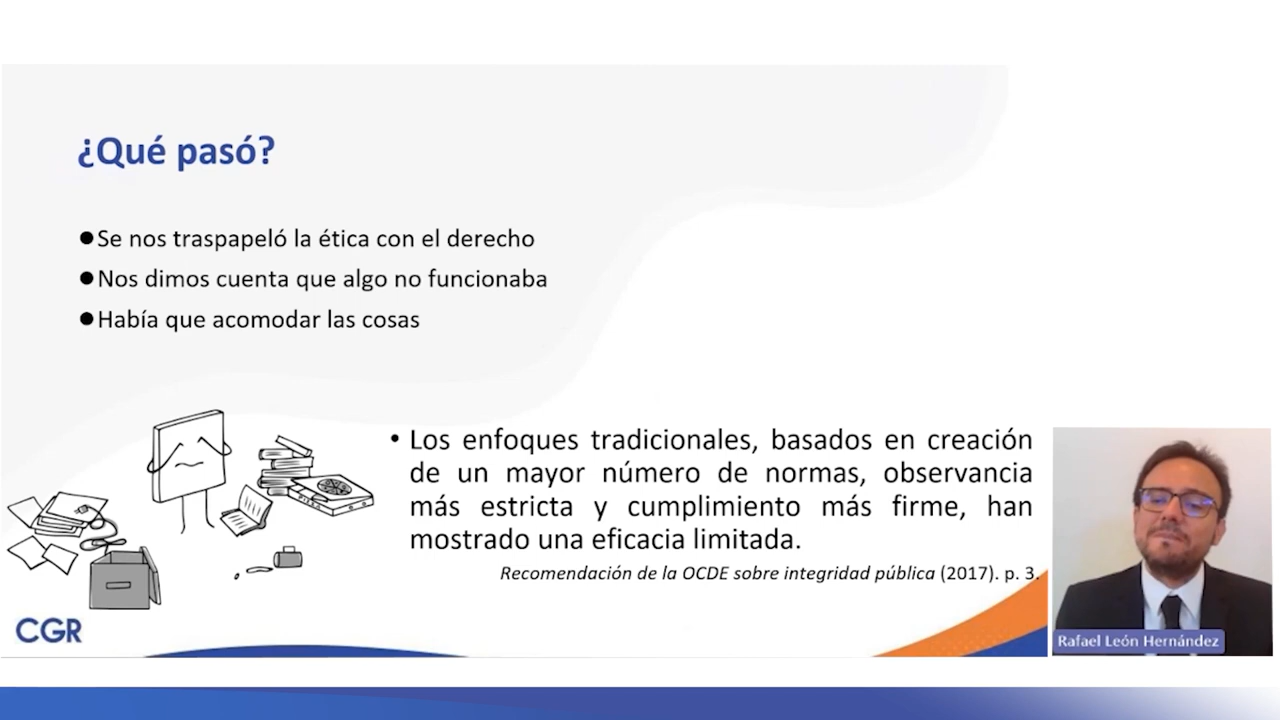 ¿Qué pasó?
●Se nos traspapeló la ética con el derecho
●Nos dimos cuenta que algo no funcionaba
●Había que acomodar las cosas
• Los enfoques tradicionales, basados en creación
de un mayor número de normas, observancia
más estricta y cumplimiento más firme, han
mostrado una eficacia limitada.
Recomendación de la OCDE sobre integridad pública (2017). p. 3.
CGR
Rafael León Hernández